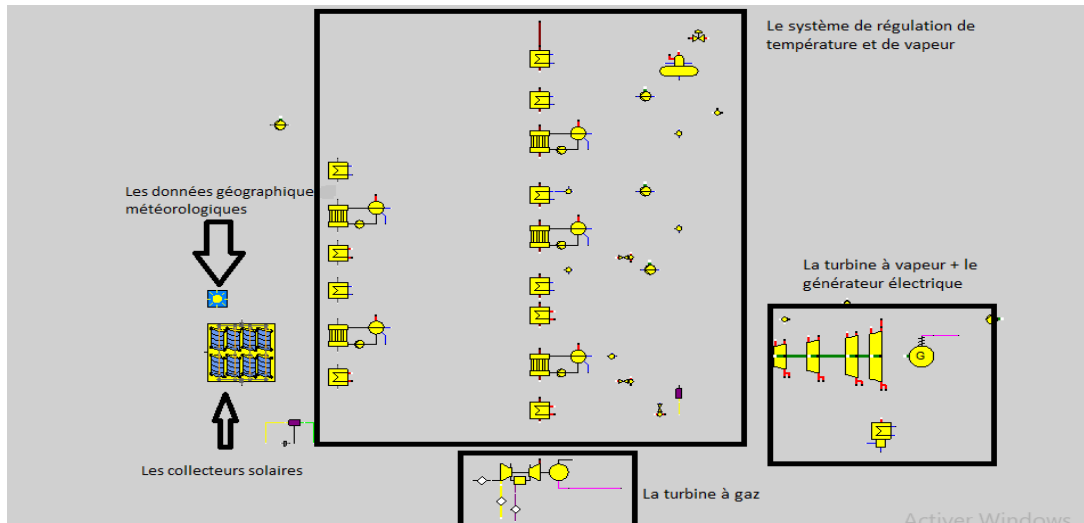 Le système de régulation de
température et de vapeur
Les données géographique
météorologiques
La turbine à vapeur + le
générateur électrique
G
Les collecteurs solaires
La turbine à gaz
Activer Windows